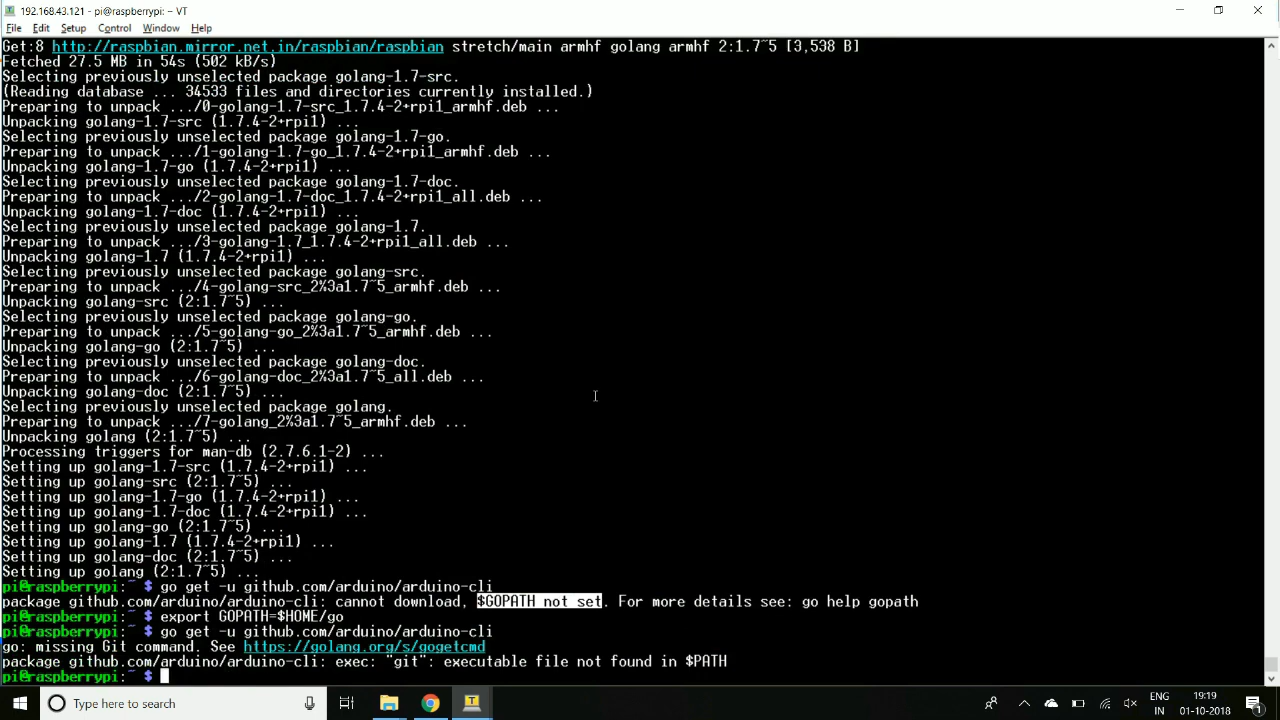 192.168.43.121 - pi@raspberrypi: ~ VT
File Edit Setup Control Window Help
Get:8 http://raspbian.mirror.net.in/raspbian/raspbian stretch/main armhf golang armhf 2:1.7~5 [3,538 B]
Fetched 27.5 MB in 54s (502 kB/s)
Selecting previously unselected package golang-1.7-src.
(Reading database ... 34533 files and directories currently installed.)
Preparing to unpack .../0-golang-1.7-src_1.7.4-2+rpi1_armhf.deb ...
Unpacking golang-1.7-src (1.7.4-2+rpi1) ...
Selecting previously unselected package golang-1.7-go.
Preparing to unpack .../1-golang-1.7-go_1.7.4-2+rpi1_armhf.deb ...
Unpacking golang-1.7-go (1.7.4-2+rpi1) ...
Selecting previously unselected package golang-1.7-doc.
Preparing to unpack .../2-golang-1.7-doc_1.7.4-2+rpi1_all.deb ...
Unpacking golang-1.7-doc (1.7.4-2+rpi1) ...
Selecting previously unselected package golang-1.7.
Preparing to unpack .../3-golang-1.7_1.7.4-2+rpi1_all.deb ...
Unpacking golang-1.7 (1.7.4-2+rpi1) ...
Selecting previously unselected package golang-src.
Preparing to unpack .../4-golang-src_2%3a1.7~5_armhf.deb ...
Unpacking golang-src (2:1.7~5) ...
Selecting previously unselected package golang-go.
Preparing to unpack .../5-golang-go_2%3a1.7~5_armhf.deb ...
Unpacking golang-go (2:1.7~5) ...
Selecting previously unselected package golang-doc.
Preparing to unpack .../6-golang-doc_2%3a1.7~5_all.deb ...
Unpacking golang-doc (2:1.7~5) ...
Selecting previously unselected package golang.
Preparing to unpack .../7-golang_2%3a1.7~5_armhf.deb ...
Unpacking golang (2:1.7~5) ...
Processing triggers for man-db (2.7.6.1-2) ...
Setting up golang-1.7-src (1.7.4-2+rpi1) ...
Setting up golang-src (2:1.7~5) ...
Setting up golang-1.7-go (1.7.4-2+rpi1) ...
Setting up golang-1.7-doc (1.7.4-2+rpi1) ...
Setting up golang-go (2:1.7~5) ...
Setting up golang-1.7 (1.7.4-2+rpi1) ...
Setting up golang-doc (2:1.7~5) ...
Setting up golang (2:1.7~5) ...
pi@raspberrypi:~ $ go get -u github.com/arduino/arduino-cli
package github.com/arduino/arduino-cli: cannot download, $GOPATH not set. For more details see: go help gopath
pi@raspberrypi:~ $ export GOPATH=$HOME/go
pi@raspberrypi:~ $ go get -u github.com/arduino/arduino-cli
go: missing Git command. See https://golang.org/s/gogetcmd
package github.com/arduino/arduino-cli: exec: "git": executable file not found in $PATH
pi@raspberrypi:~ $
Type here to search
ENG 19:19
IN 01-10-2018
1